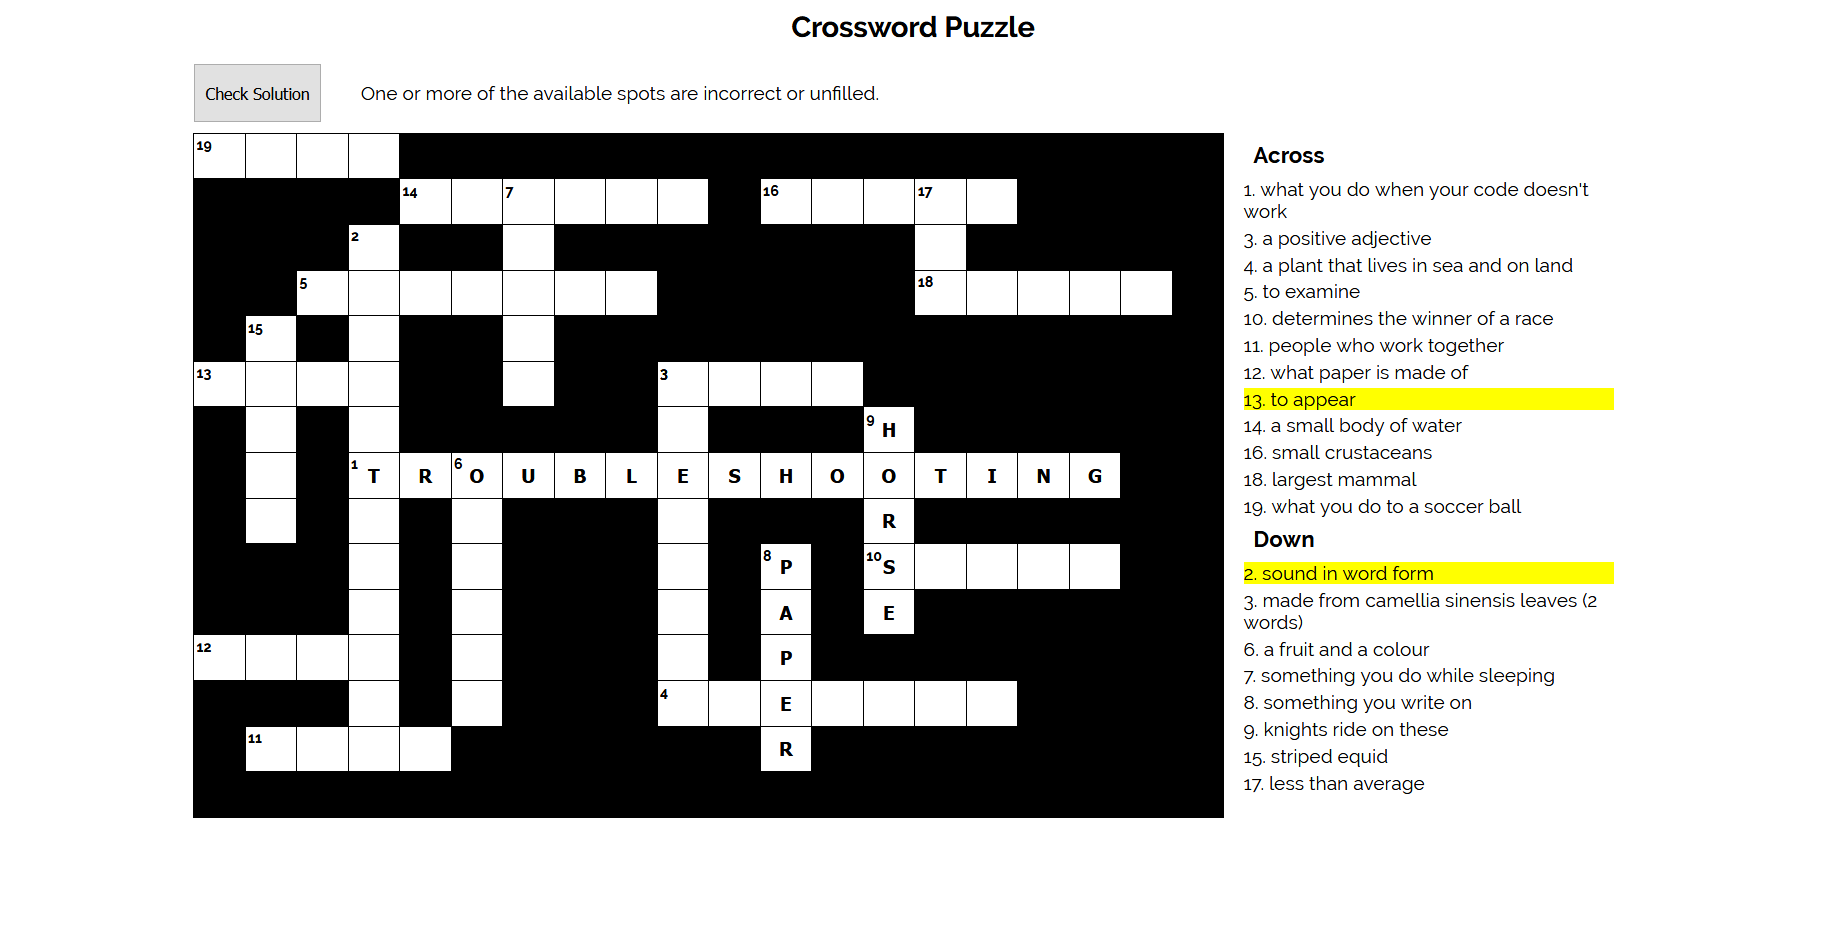 Crossword Puzzle
Check Solution
One or more of the available spots are incorrect or unfilled.
19
14 7 16 17
2
5 18
15
13 3
9 H
1 T R 6 O U B L E S H O O T I N G
R
8 P 10 S
A E
12 P
4 E
11 R
Across
1. what you do when your code doesn't
work
3. a positive adjective
4. a plant that lives in sea and on land
5. to examine
10. determines the winner of a race
11. people who work together
12. what paper is made of
13. to appear
14. a small body of water
16. small crustaceans
18. largest mammal
19. what you do to a soccer ball
Down
2. sound in word form
3. made from camellia sinensis leaves (2
words)
6. a fruit and a colour
7. something you do while sleeping
8. something you write on
9. knights ride on these
15. striped equid
17. less than average